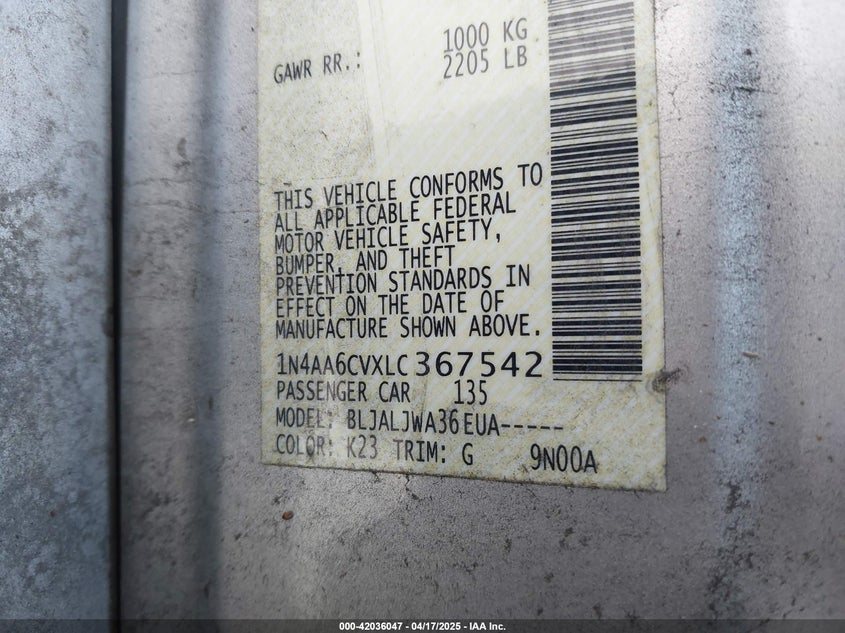 GAWR RR.: 1000 KG
2205 LB
THIS VEHICLE CONFORMS TO
ALL APPLICABLE FEDERAL
MOTOR VEHICLE SAFETY,
BUMPER, AND THEFT
PREVENTION STANDARDS IN
EFFECT ON THE DATE OF
MANUFACTURE SHOWN ABOVE.
1N4AA6CVXLC367542
PASSENGER CAR 135
MODEL: BLJALJWA36EUA-----
COLOR: K23 TRIM: G 9N00A
000-42036047 - 04/17/2025 - IAA Inc.